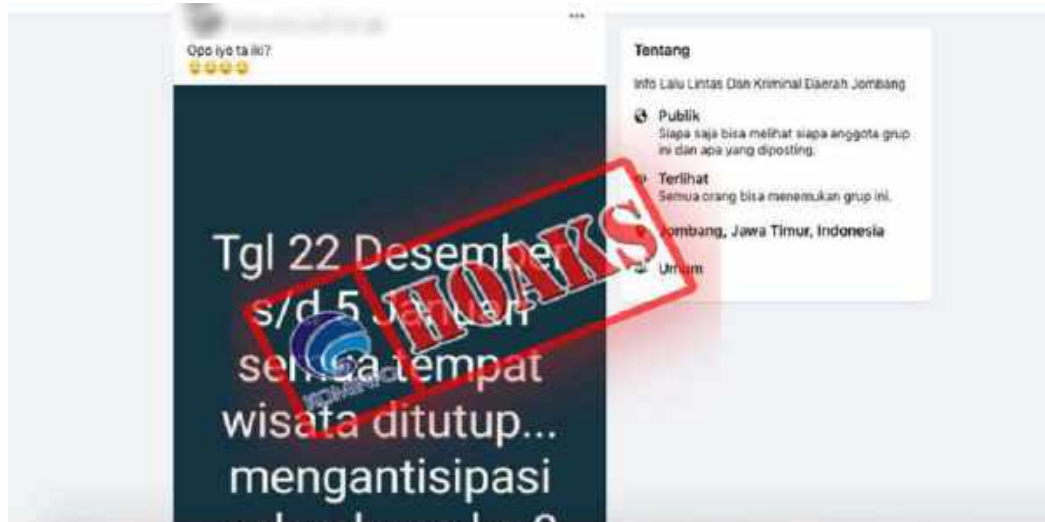 Opo iyo ta iki?
Tgl 22 Desember
s/d 5 Januari
semua tempat
wisata ditutup...
mengantisipasi
HOAKS
KOMINFO
Tentang
Info Lalu Lintas Dan Kriminal Daerah Jombang
Publik
Siapa saja bisa melihat siapa anggota grup
ini dan apa yang diposting.
Terlihat
Semua orang bisa menemukan grup ini.
Jombang, Jawa Timur, Indonesia
Umum